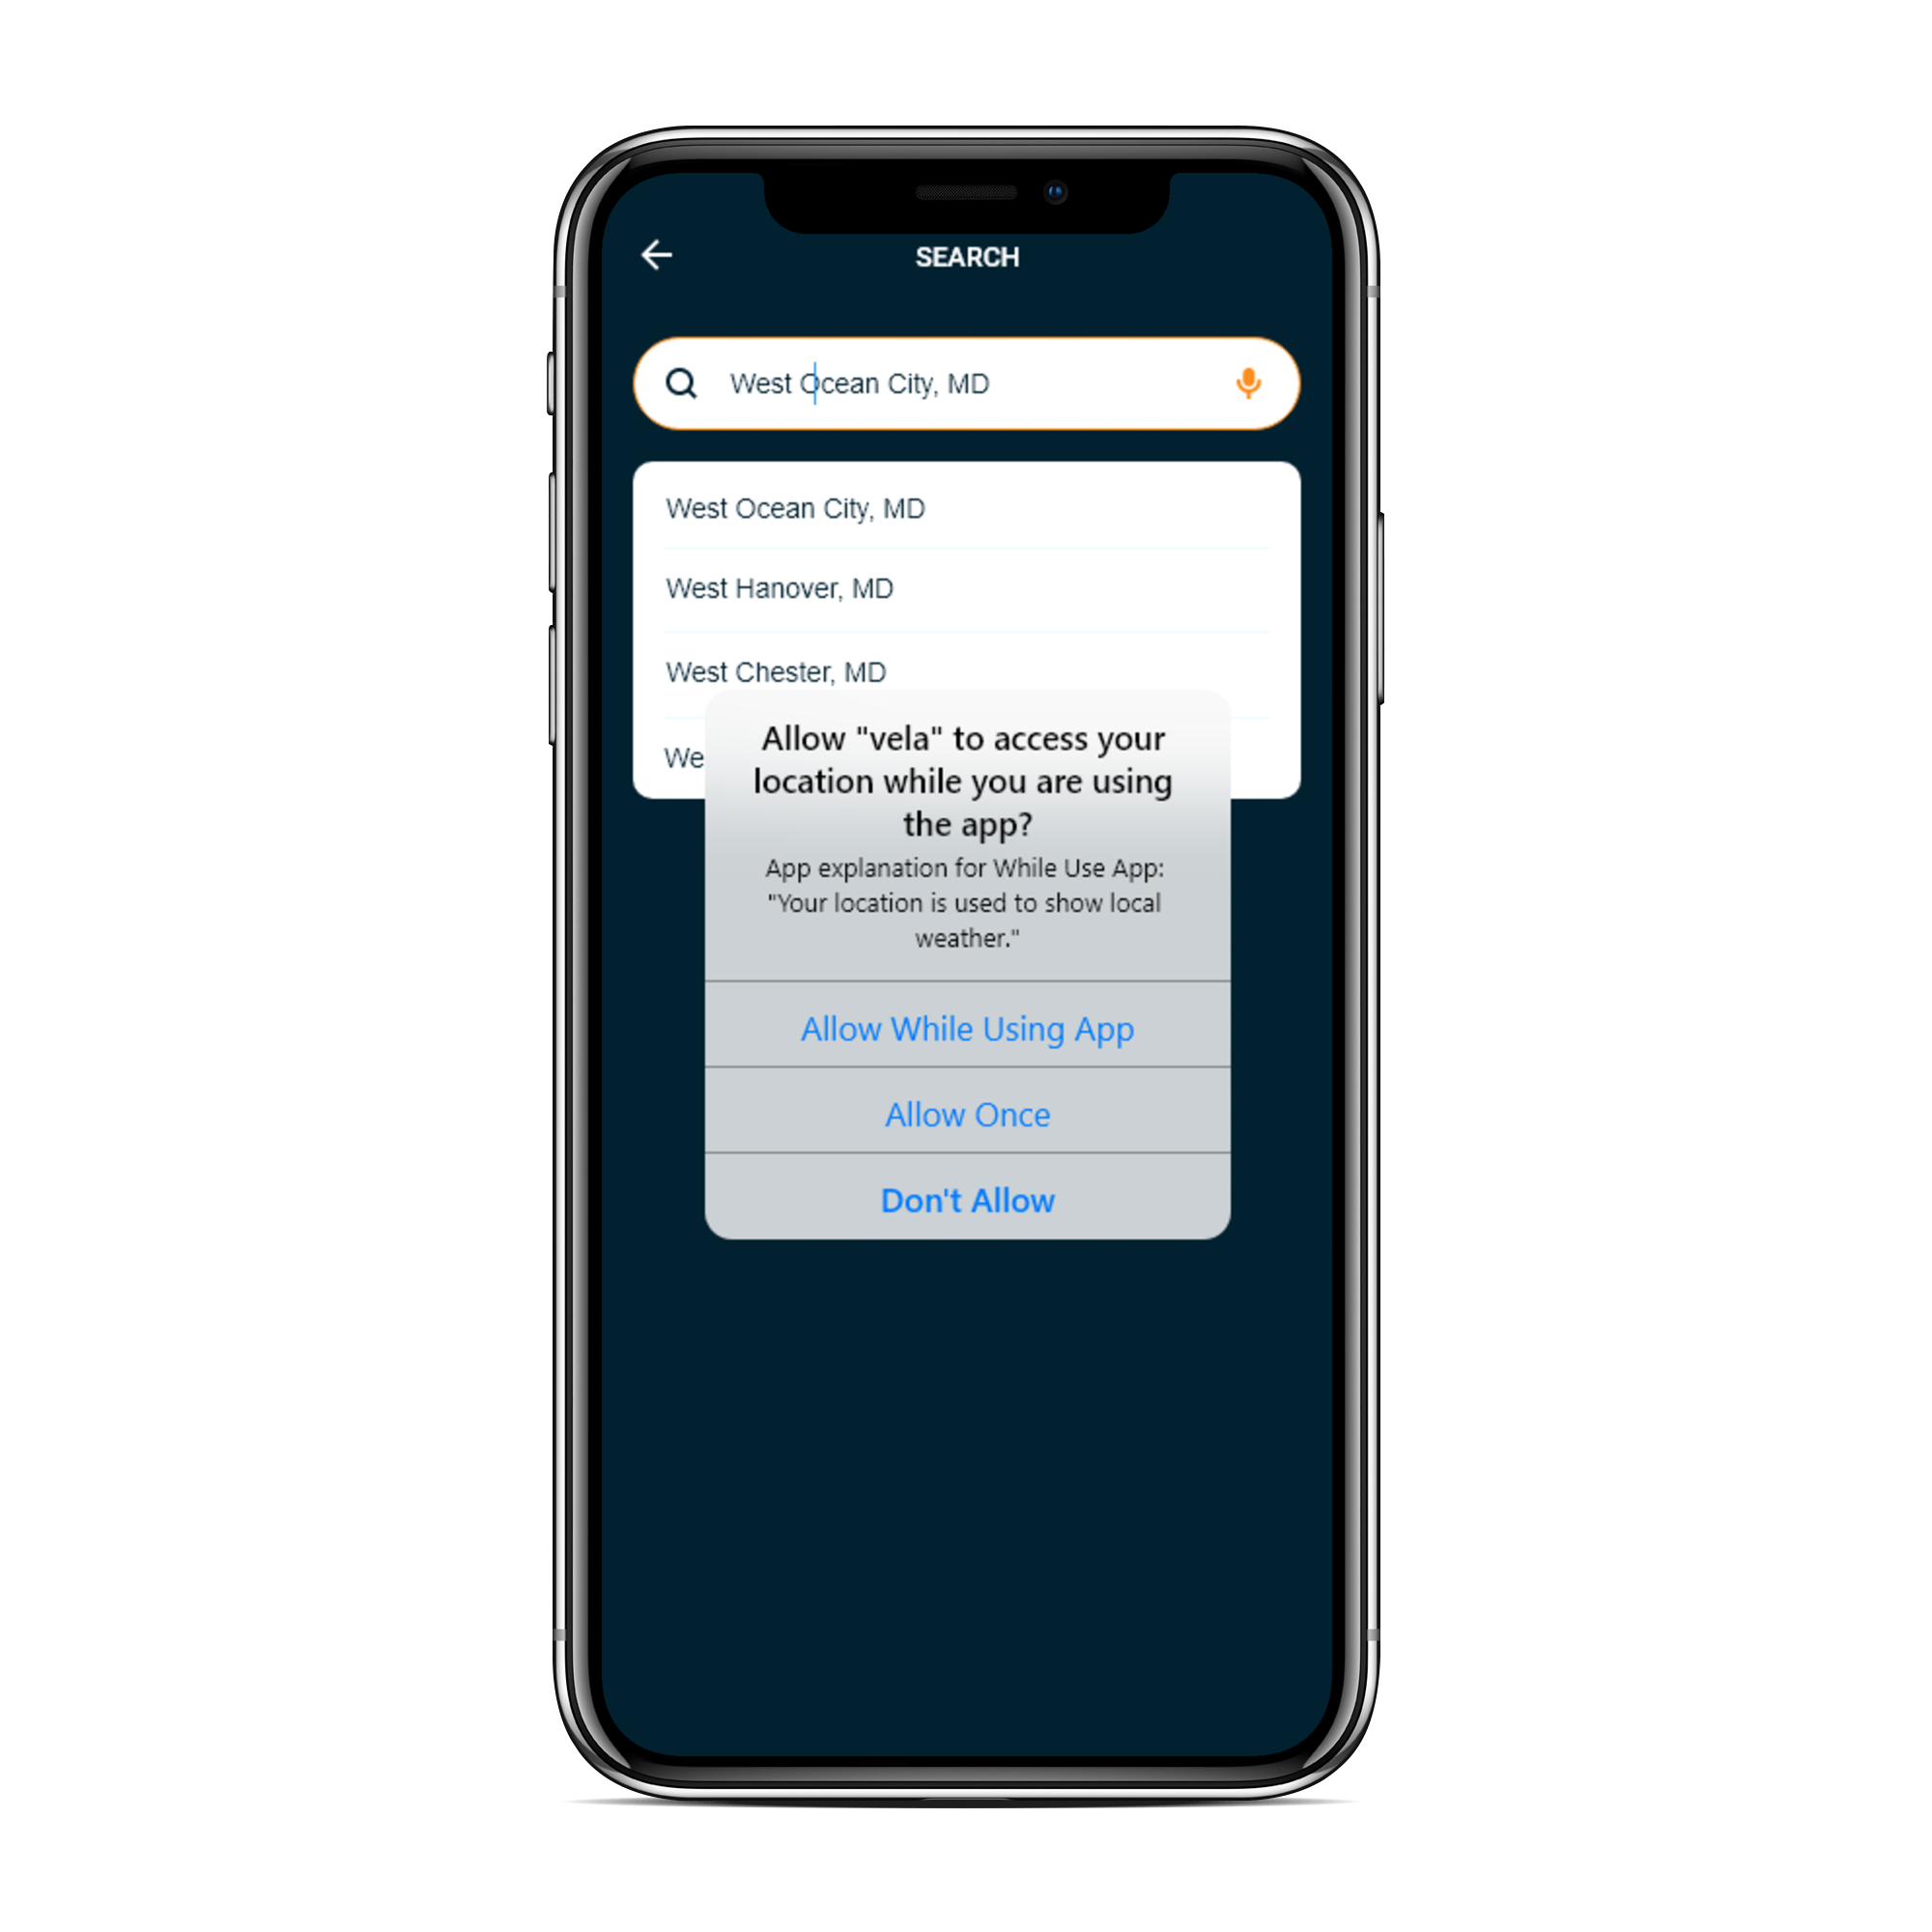 SEARCH
West Ocean City, MD
West Ocean City, MD
West Hanover, MD
West Chester, MD
Allow "vela" to access your
We
location while you are using
the app?
App explanation for While Use App:
"Your location is used to show local
weather."
Allow While Using App
Allow Once
Don't Allow